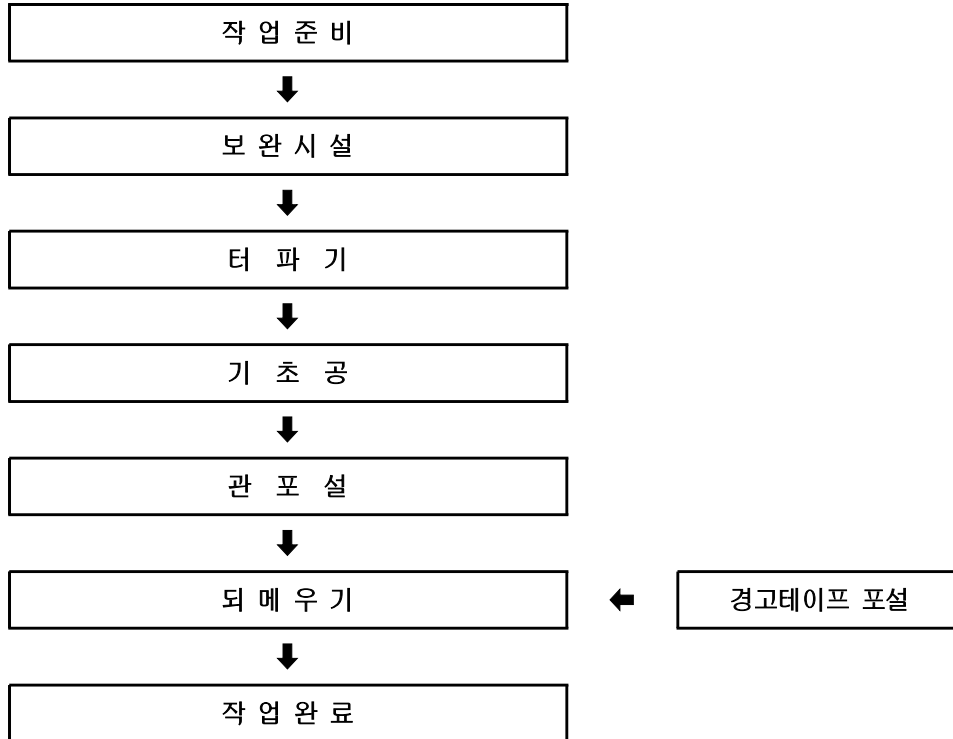 작 업 준 비
보 완 시 설
터 파 기
기 초 공
관 포 설
되 메 우 기
경고테이프 포설
작 업 완 료